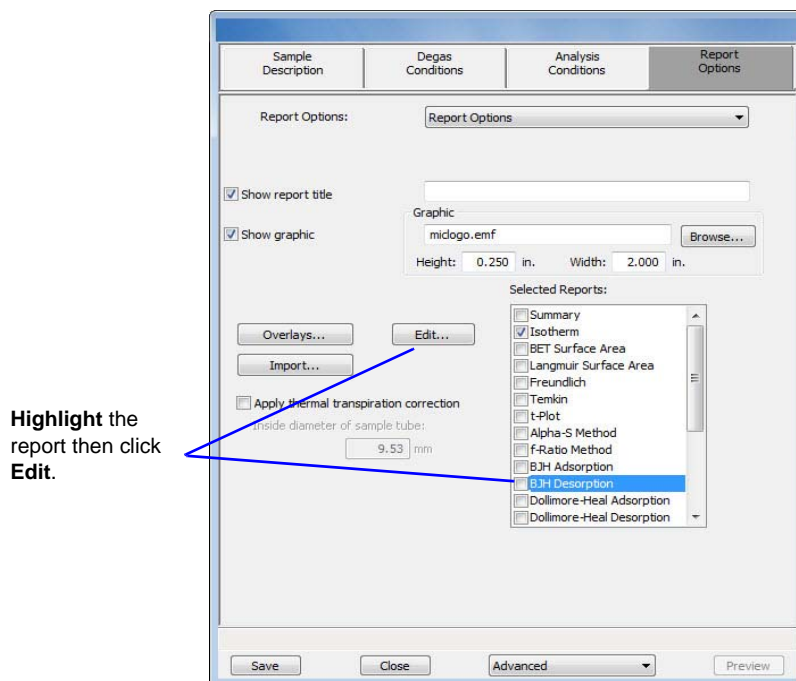 Sample Description
Degas Conditions
Analysis Conditions
Report Options
Report Options:
Report Options
Show report title
Graphic
Show graphic
miclogo.emf
Browse...
Height: 0.250 in. Width: 2.000 in.
Selected Reports:
Summary
Isotherm
BET Surface Area
Langmuir Surface Area
Freundlich
Temkin
t-Plot
Alpha-S Method
f-Ratio Method
BJH Adsorption
BJH Desorption
Dollimore-Heal Adsorption
Dollimore-Heal Desorption
Overlays...
Edit...
Import...
Apply thermal transpiration correction
Inside diameter of sample tube:
9.53 mm
Highlight the
report then click
Edit.
Save
Close
Advanced
Preview